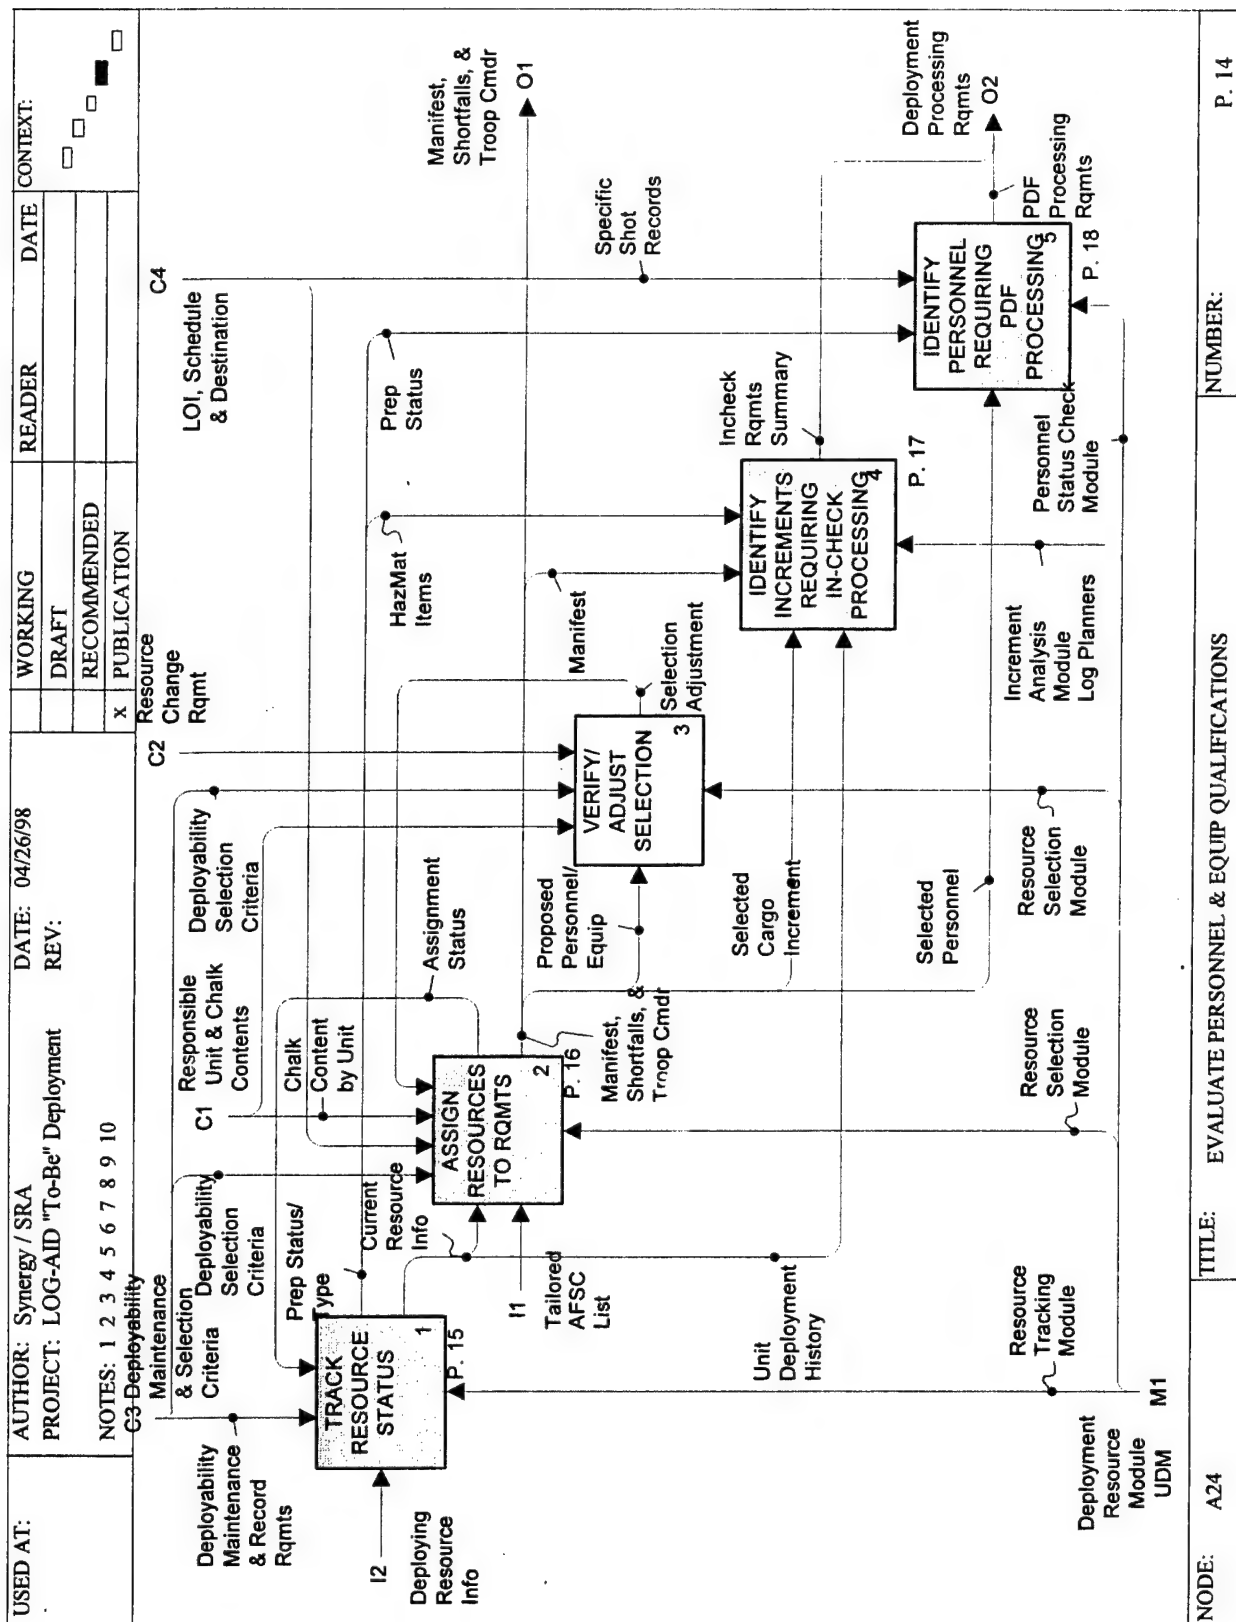 USED AT:
AUTHOR: Synergy / SRA
DATE: 04/26/98
PROJECT: LOG-AID "To-Be" Deployment
REV:
NOTES: 1 2 3 4 5 6 7 8 9 10
WORKING
DRAFT
RECOMMENDED
x PUBLICATION
READER
DATE
CONTEXT:
C3 Deployability
Maintenance
& Selection
Criteria
Deployability
Selection
Criteria
C1
Responsible
Unit & Chalk
Contents
Chalk
Content
by Unit
Deployability
Selection
Criteria
C2
Resource
Change
Rqmt
C4
LOI, Schedule
& Destination
Deployability
Maintenance
& Record
Rqmts
I2
Deploying
Resource
Info
TRACK
RESOURCE
STATUS
1
P. 15
Prep Status/
Type
Current
Resource
Info
I1
Tailored
AFSC
List
Unit
Deployment
History
ASSIGN
RESOURCES
TO RQMTS
2
P. 16
Assignment
Status
Manifest,
Shortfalls, &
Troop Cmdr
Proposed
Personnel/
Equip
VERIFY/
ADJUST
SELECTION
3
Selection
Adjustment
Selected
Cargo
Increment
Selected
Personnel
HazMat
Items
Manifest
Prep
Status
IDENTIFY
INCREMENTS
REQUIRING
IN-CHECK
PROCESSING
4
P. 17
Incheck
Rqmts
Summary
Specific
Shot
Records
IDENTIFY
PERSONNEL
REQUIRING
PDF
PROCESSING
5
P. 18
PDF
Processing
Rqmts
Manifest,
Shortfalls, &
Troop Cmdr
O1
Deployment
Processing
Rqmts
O2
Resource
Tracking
Module
Resource
Selection
Module
Resource
Selection
Module
Increment
Analysis
Module
Log Planners
Personnel
Status Check
Module
Deployment
Resource
Module
UDM
M1
NODE:
A24
TITLE:
EVALUATE PERSONNEL & EQUIP QUALIFICATIONS
NUMBER:
P. 14